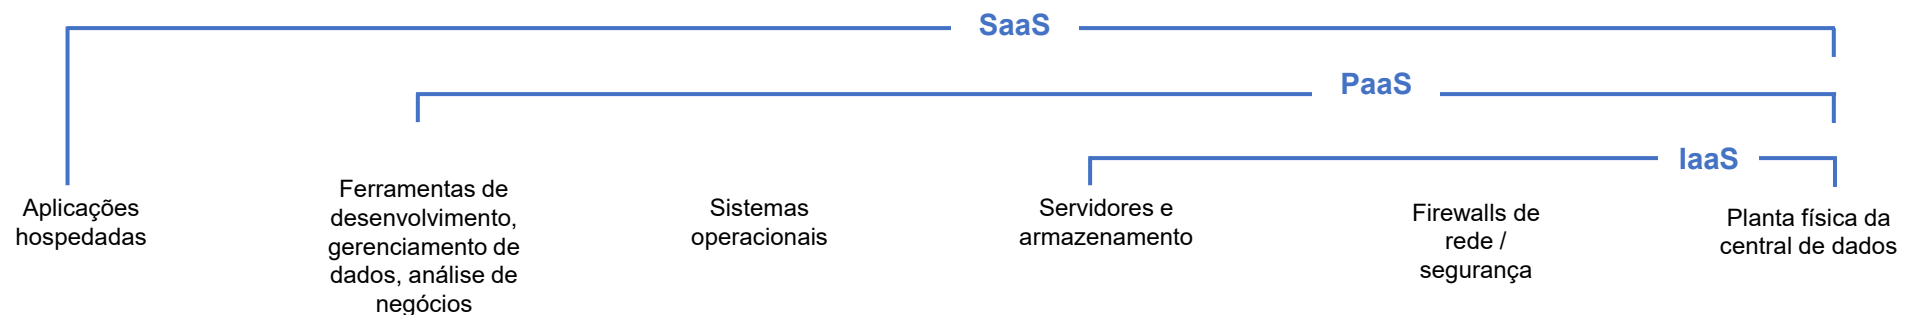 SaaS
PaaS
IaaS
Aplicações
hospedadas
Ferramentas de
desenvolvimento,
gerenciamento de
dados, análise de
negócios
Sistemas
operacionais
Servidores e
armazenamento
Firewalls de
rede /
segurança
Planta física da
central de dados